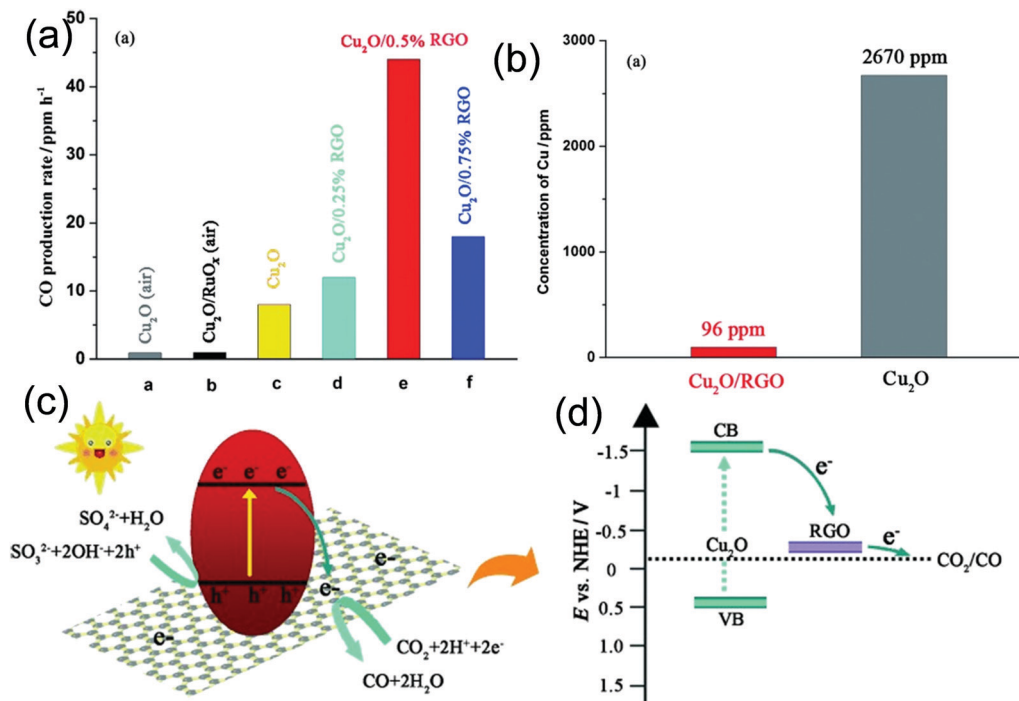 (a)
(a)
CO production rate / ppm h⁻¹
50
40
30
20
10
0
Cu₂O (air)
Cu₂O/RuOₓ (air)
Cu₂O
Cu₂O/0.25% RGO
Cu₂O/0.5% RGO
Cu₂O/0.75% RGO
a b c d e f
(b)
(a)
Concentration of Cu / ppm
3000
2000
1000
0
96 ppm
2670 ppm
Cu₂O/RGO
Cu₂O
(c)
e⁻ e⁻ e⁻
SO₄²⁻+H₂O
SO₃²⁻+2OH⁻+2h⁺
h⁺ h⁺ h⁺
e-
e-
e-
CO₂+2H⁺+2e⁻
CO+2H₂O
(d)
E vs. NHE / V
-1.5
-1
-0.5
0
0.5
1.0
1.5
CB
e⁻
Cu₂O
RGO
e⁻
CO₂/CO
VB